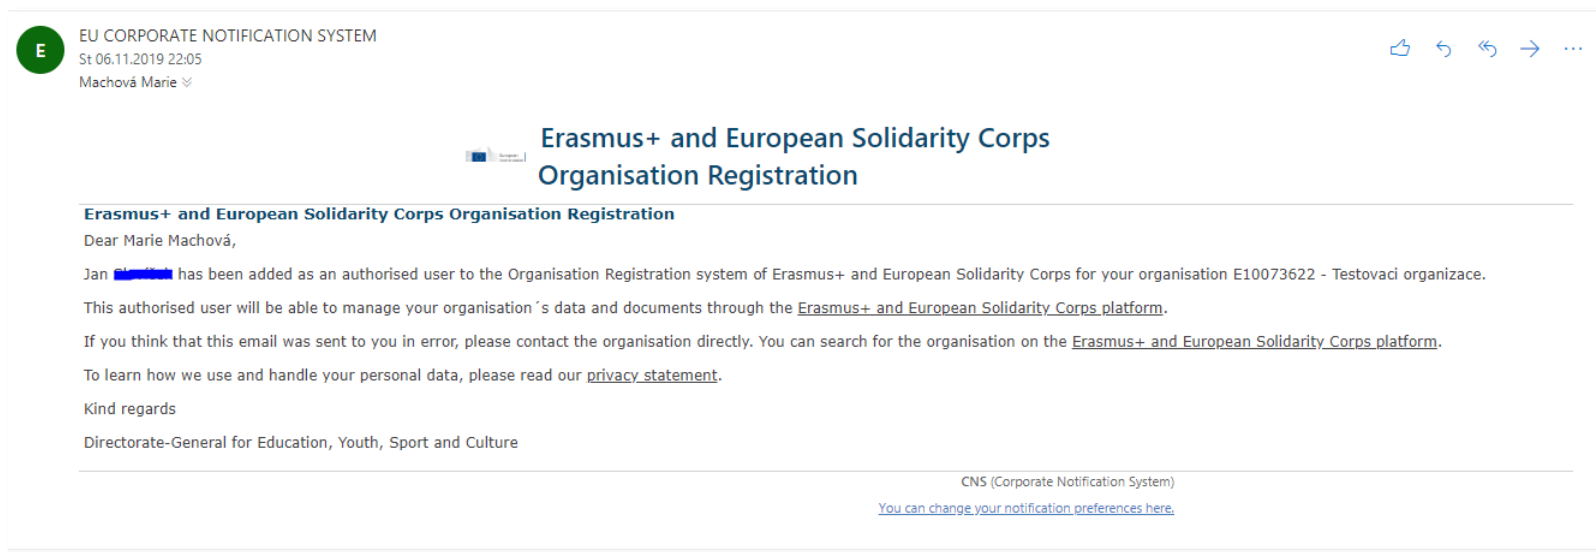 E
EU CORPORATE NOTIFICATION SYSTEM
St 06.11.2019 22:05
Machová Marie
Erasmus+ and European Solidarity Corps
Organisation Registration
Erasmus+ and European Solidarity Corps Organisation Registration
Dear Marie Machová,
Jan has been added as an authorised user to the Organisation Registration system of Erasmus+ and European Solidarity Corps for your organisation E10073622 - Testovaci organizace.
This authorised user will be able to manage your organisation´s data and documents through the Erasmus+ and European Solidarity Corps platform.
If you think that this email was sent to you in error, please contact the organisation directly. You can search for the organisation on the Erasmus+ and European Solidarity Corps platform.
To learn how we use and handle your personal data, please read our privacy statement.
Kind regards
Directorate-General for Education, Youth, Sport and Culture
CNS (Corporate Notification System)
You can change your notification preferences here.